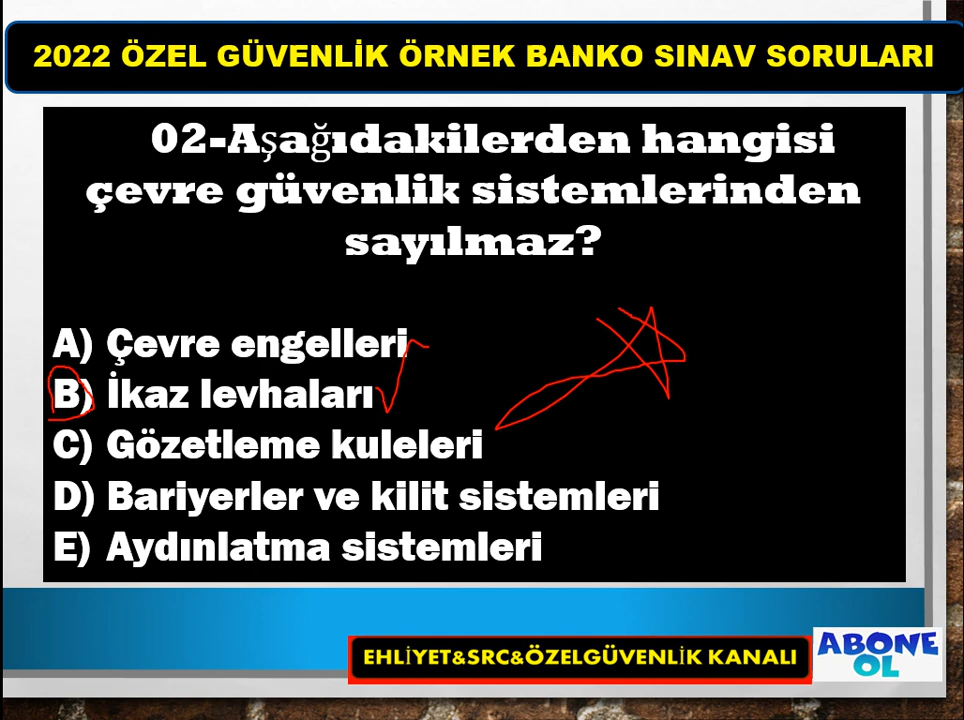 2022 ÖZEL GÜVENLİK ÖRNEK BANKO SINAV SORULARI
02-Aşağıdakilerden hangisi
çevre güvenlik sistemlerinden
sayılmaz?
A) Çevre engelleri
B) İkaz levhaları
C) Gözetleme kuleleri
D) Bariyerler ve kilit sistemleri
E) Aydınlatma sistemleri
EHLİYET&SRC&ÖZELGÜVENLİK KANALI
ABONE
OL